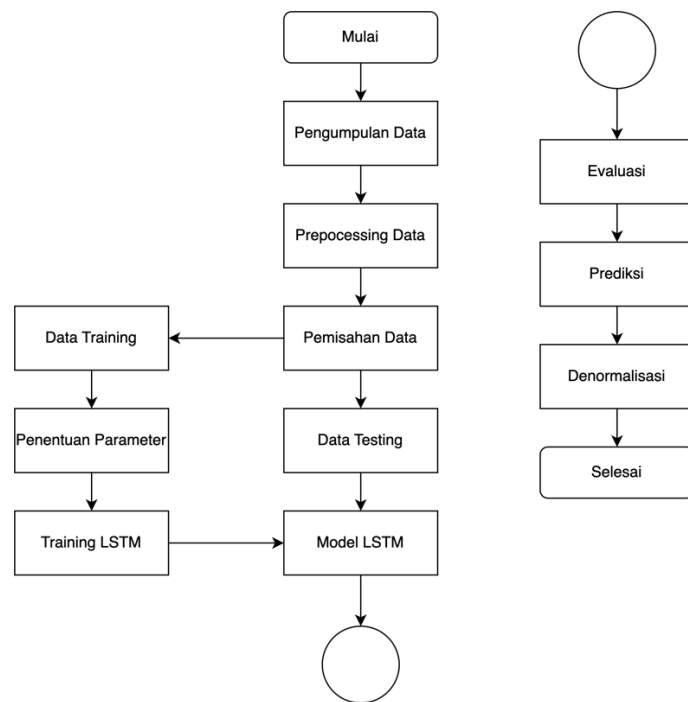 Mulai
Pengumpulan Data
Prepocessing Data
Data Training
Pemisahan Data
Penentuan Parameter
Data Testing
Training LSTM
Model LSTM
Evaluasi
Prediksi
Denormalisasi
Selesai